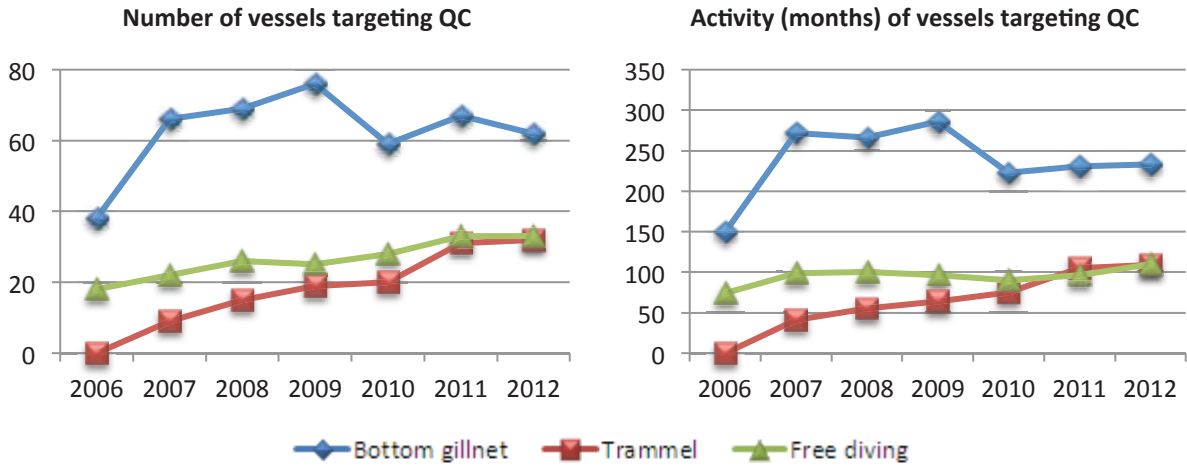 Number of vessels targeting QC
80
60
40
20
0
2006 2007 2008 2009 2010 2011 2012
Activity (months) of vessels targeting QC
350
300
250
200
150
100
50
0
2006 2007 2008 2009 2010 2011 2012
Bottom gillnet Trammel Free diving